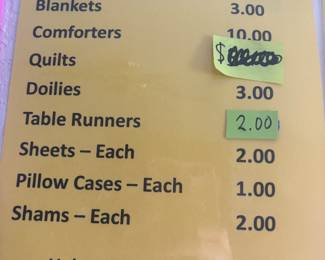 Blankets 3.00
Comforters 10.00
Quilts $
Doilies 3.00
Table Runners 2.00
Sheets – Each 2.00
Pillow Cases – Each 1.00
Shams – Each 2.00